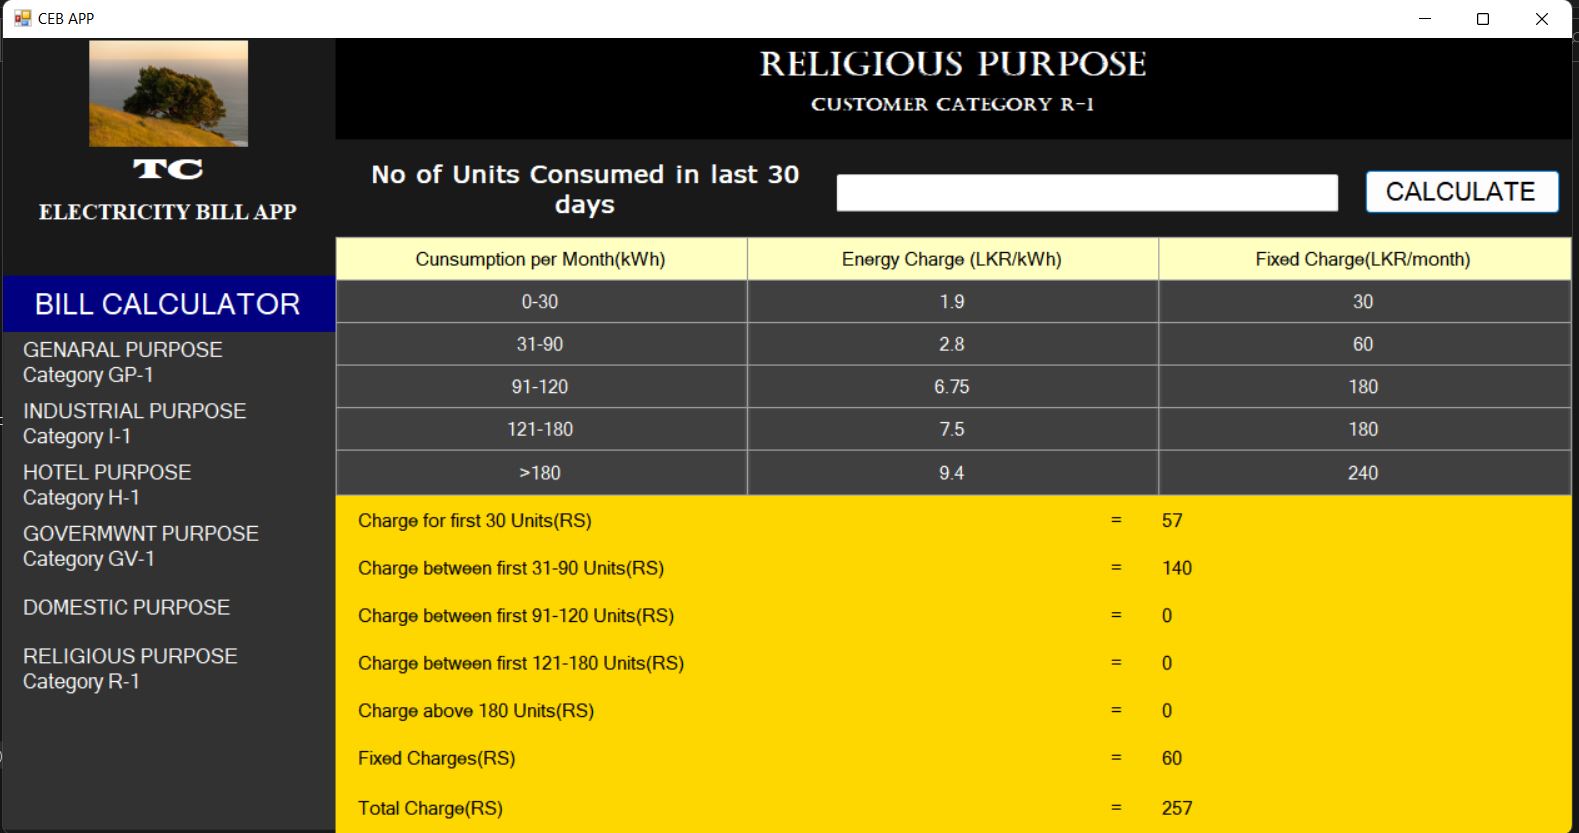 CEB APP
TC
ELECTRICITY BILL APP
BILL CALCULATOR
GENARAL PURPOSE
Category GP-1
INDUSTRIAL PURPOSE
Category I-1
HOTEL PURPOSE
Category H-1
GOVERMWNT PURPOSE
Category GV-1
DOMESTIC PURPOSE
RELIGIOUS PURPOSE
Category R-1
RELIGIOUS PURPOSE
CUSTOMER CATEGORY R-1
No of Units Consumed in last 30
days
CALCULATE
Cunsumption per Month(kWh) Energy Charge (LKR/kWh) Fixed Charge(LKR/month)
0-30 1.9 30
31-90 2.8 60
91-120 6.75 180
121-180 7.5 180
>180 9.4 240
Charge for first 30 Units(RS) = 57
Charge between first 31-90 Units(RS) = 140
Charge between first 91-120 Units(RS) = 0
Charge between first 121-180 Units(RS) = 0
Charge above 180 Units(RS) = 0
Fixed Charges(RS) = 60
Total Charge(RS) = 257